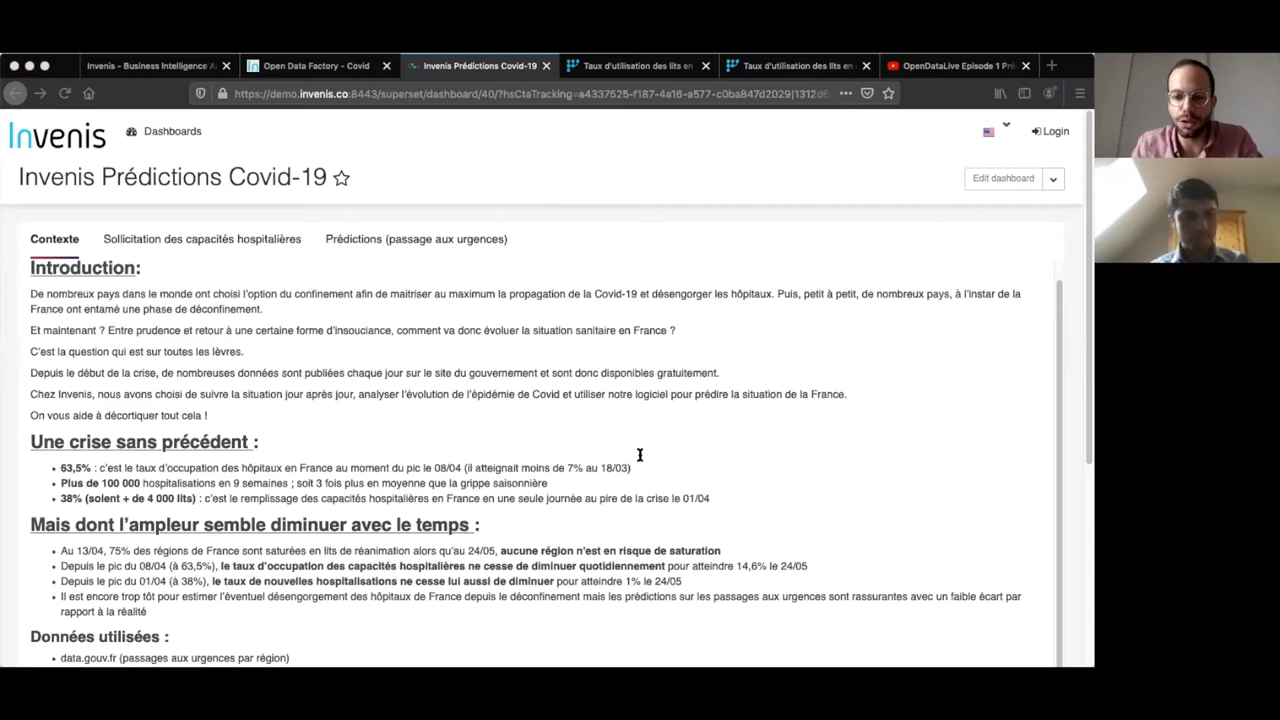 Invenis – Business Intelligence A
Open Data Factory - Covid
Invenis Prédictions Covid-19
Taux d'utilisation des lits en
Taux d'utilisation des lits en
OpenDataLive Episode 1 Pré
https://demo.invenis.co:8443/superset/dashboard/40/?hsCtaTracking=a4337525-f187-4a16-a577-c0ba847d2029|1312d
Invenis
Dashboards
Login
Invenis Prédictions Covid-19
Edit dashboard
Contexte
Sollicitation des capacités hospitalières
Prédictions (passage aux urgences)
Introduction:
De nombreux pays dans le monde ont choisi l'option du confinement afin de maitriser au maximum la propagation de la Covid-19 et désengorger les hôpitaux. Puis, petit à petit, de nombreux pays, à l'instar de la
France ont entamé une phase de déconfinement.
Et maintenant ? Entre prudence et retour à une certaine forme d'insouciance, comment va donc évoluer la situation sanitaire en France ?
C'est la question qui est sur toutes les lèvres.
Depuis le début de la crise, de nombreuses données sont publiées chaque jour sur le site du gouvernement et sont donc disponibles gratuitement.
Chez Invenis, nous avons choisi de suivre la situation jour après jour, analyser l'évolution de l'épidémie de Covid et utiliser notre logiciel pour prédire la situation de la France.
On vous aide à décortiquer tout cela !
Une crise sans précédent :
• 63,5% : c'est le taux d'occupation des hôpitaux en France au moment du pic le 08/04 (il atteignait moins de 7% au 18/03)
• Plus de 100 000 hospitalisations en 9 semaines ; soit 3 fois plus en moyenne que la grippe saisonnière
• 38% (soient + de 4 000 lits) : c'est le remplissage des capacités hospitalières en France en une seule journée au pire de la crise le 01/04
Mais dont l'ampleur semble diminuer avec le temps :
• Au 13/04, 75% des régions de France sont saturées en lits de réanimation alors qu'au 24/05, aucune région n'est en risque de saturation
• Depuis le pic du 08/04 (à 63,5%), le taux d'occupation des capacités hospitalières ne cesse de diminuer quotidiennement pour atteindre 14,6% le 24/05
• Depuis le pic du 01/04 (à 38%), le taux de nouvelles hospitalisations ne cesse lui aussi de diminuer pour atteindre 1% le 24/05
• Il est encore trop tôt pour estimer l'éventuel désengorgement des hôpitaux de France depuis le déconfinement mais les prédictions sur les passages aux urgences sont rassurantes avec un faible écart par
rapport à la réalité
Données utilisées :
• data.gouv.fr (passages aux urgences par région)